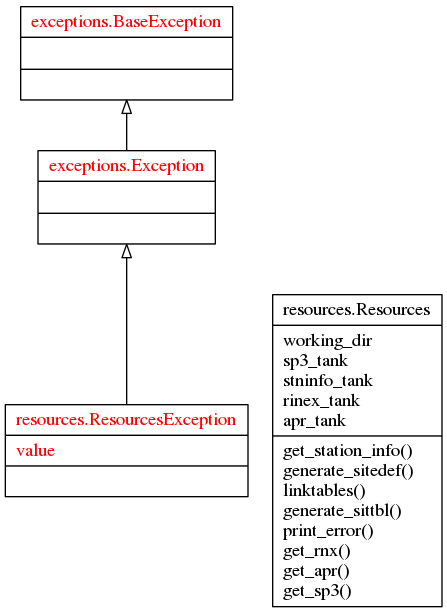 exceptions.BaseException
exceptions.Exception
resources.ResourcesException
value
resources.Resources
working_dir
sp3_tank
stninfo_tank
rinex_tank
apr_tank
get_station_info()
generate_sitedef()
linktables()
generate_sittbl()
print_error()
get_rnx()
get_apr()
get_sp3()